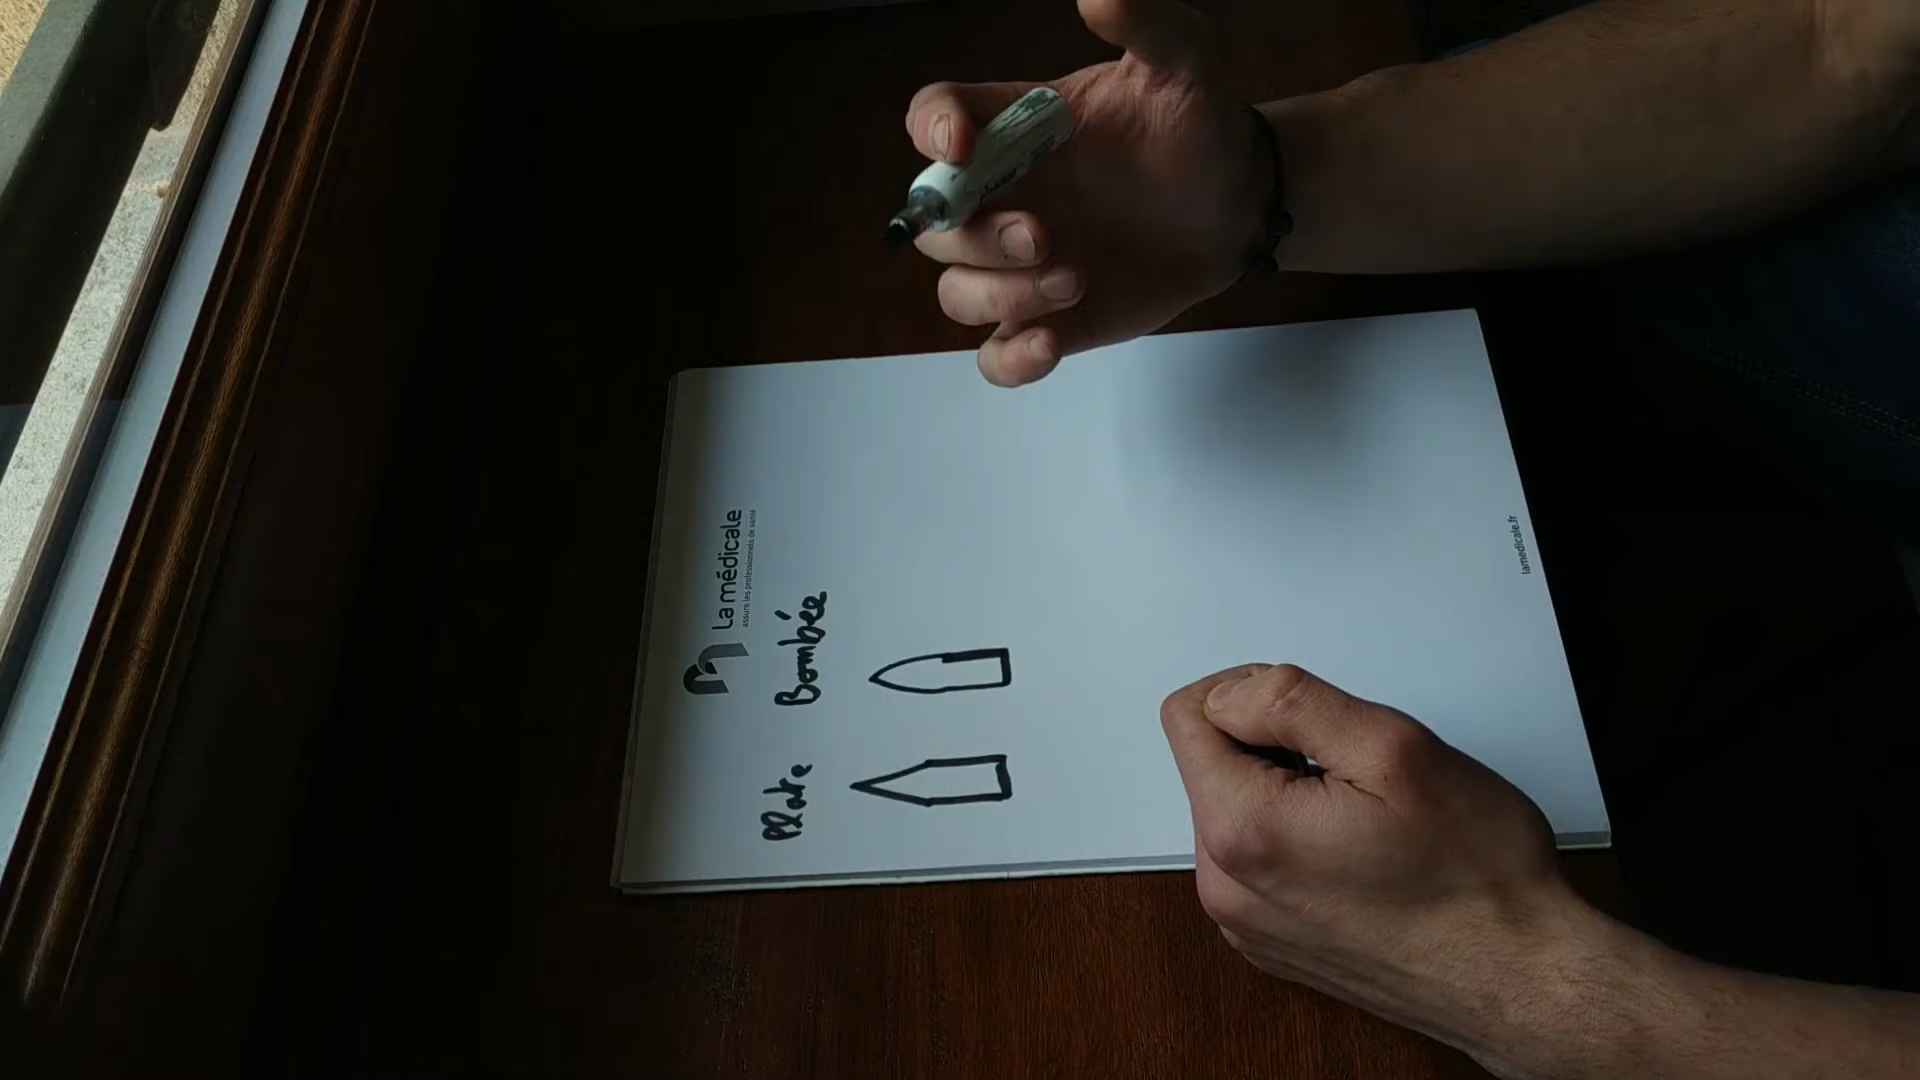 La médicale
assure les professionnels de santé
Plate Bombée
lamedicale.fr